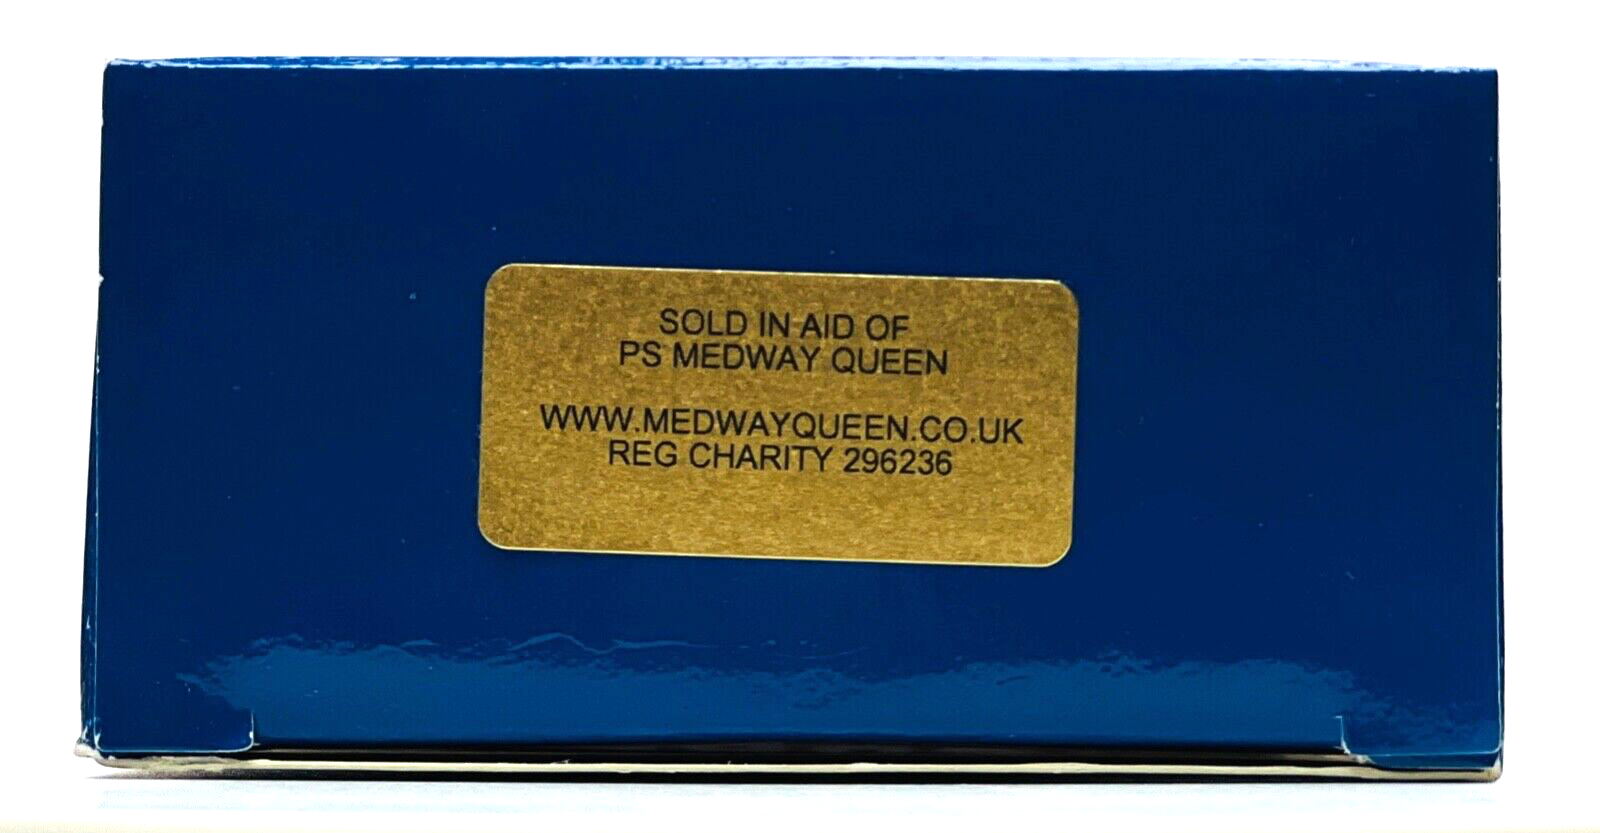 SOLD IN AID OF
PS MEDWAY QUEEN
WWW.MEDWAYQUEEN.CO.UK
REG CHARITY 296236